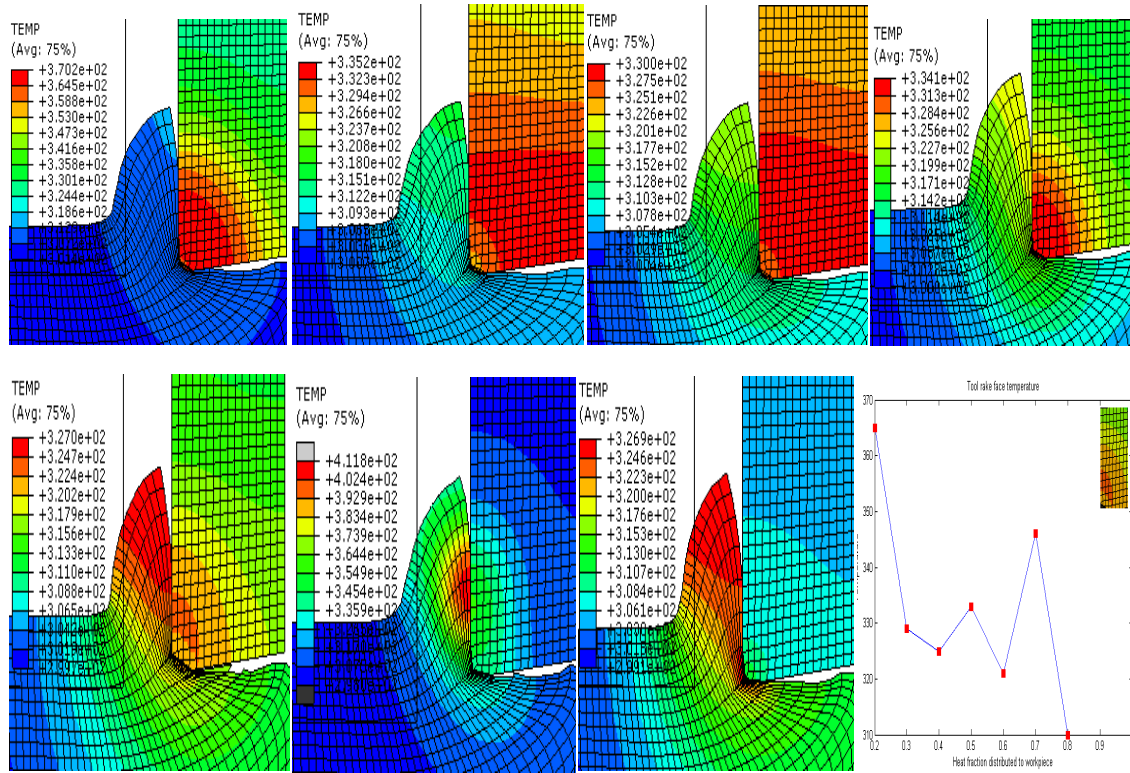 TEMP
(Avg: 75%)
+3.702e+02
+3.645e+02
+3.588e+02
+3.530e+02
+3.473e+02
+3.416e+02
+3.358e+02
+3.301e+02
+3.244e+02
+3.186e+02
TEMP
(Avg: 75%)
+3.352e+02
+3.323e+02
+3.294e+02
+3.266e+02
+3.237e+02
+3.208e+02
+3.180e+02
+3.151e+02
+3.122e+02
+3.093e+02
TEMP
(Avg: 75%)
+3.300e+02
+3.275e+02
+3.251e+02
+3.226e+02
+3.201e+02
+3.177e+02
+3.152e+02
+3.128e+02
+3.103e+02
+3.078e+02
TEMP
(Avg: 75%)
+3.341e+02
+3.313e+02
+3.284e+02
+3.256e+02
+3.227e+02
+3.199e+02
+3.171e+02
+3.142e+02
TEMP
(Avg: 75%)
+3.270e+02
+3.247e+02
+3.224e+02
+3.202e+02
+3.179e+02
+3.156e+02
+3.133e+02
+3.110e+02
+3.088e+02
+3.065e+02
TEMP
(Avg: 75%)
+4.118e+02
+4.024e+02
+3.929e+02
+3.834e+02
+3.739e+02
+3.644e+02
+3.549e+02
+3.454e+02
+3.359e+02
TEMP
(Avg: 75%)
+3.269e+02
+3.246e+02
+3.223e+02
+3.200e+02
+3.176e+02
+3.153e+02
+3.130e+02
+3.107e+02
+3.084e+02
+3.061e+02
Tool rake face temperature
370
360
350
340
330
320
310
0.2 0.3 0.4 0.5 0.6 0.7 0.8 0.9
Heat fraction distributed to workpiece